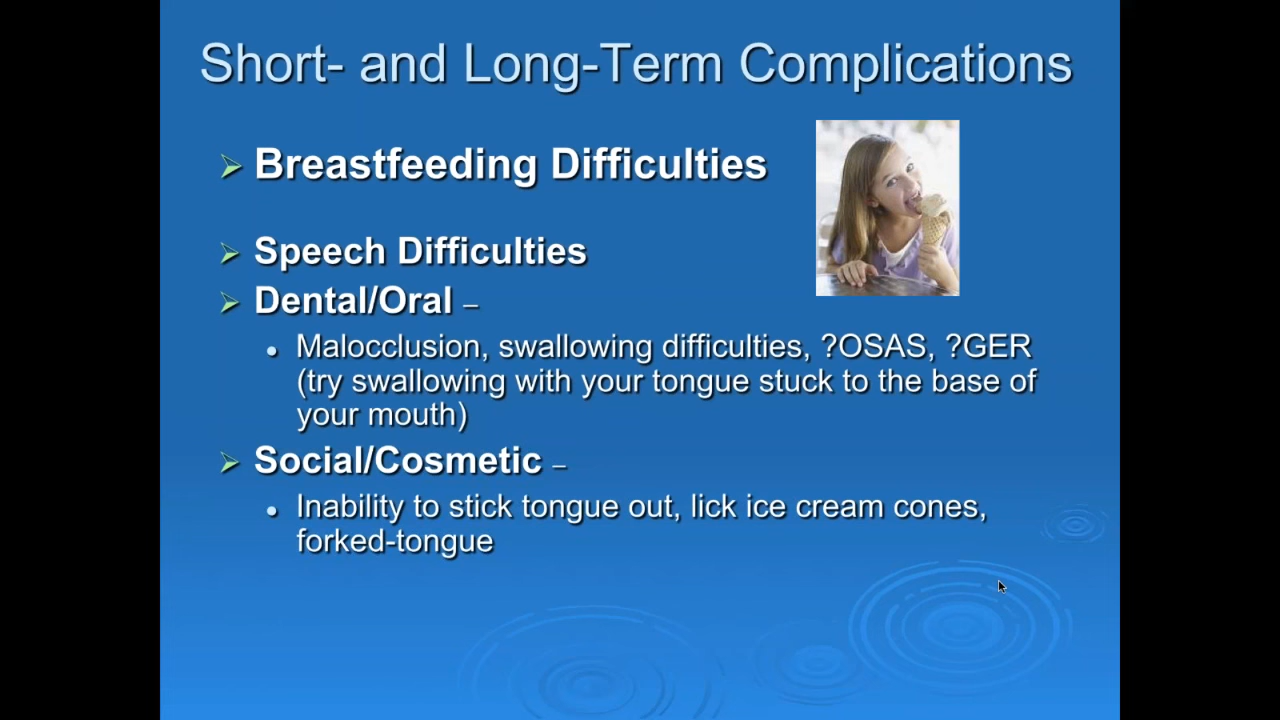 Short- and Long-Term Complications
Breastfeeding Difficulties
Speech Difficulties
Dental/Oral –
Malocclusion, swallowing difficulties, ?OSAS, ?GER
(try swallowing with your tongue stuck to the base of
your mouth)
Social/Cosmetic –
Inability to stick tongue out, lick ice cream cones,
forked-tongue